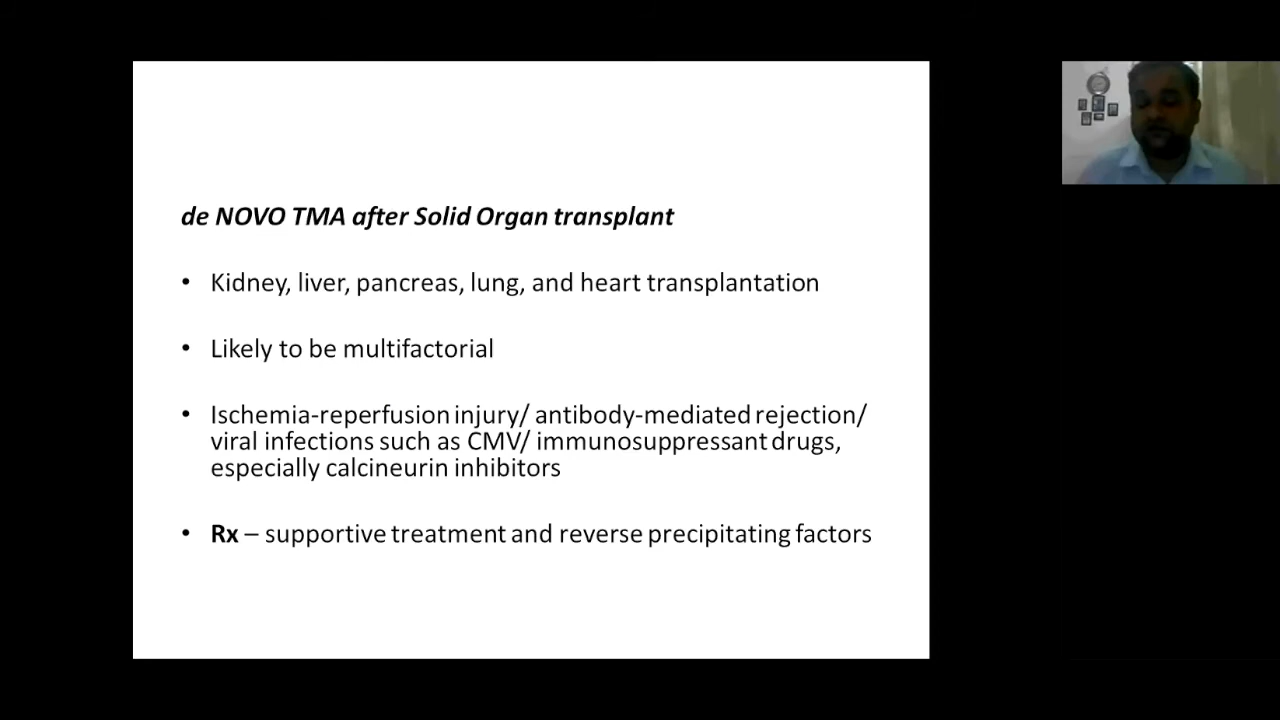 de NOVO TMA after Solid Organ transplant
• Kidney, liver, pancreas, lung, and heart transplantation
• Likely to be multifactorial
• Ischemia-reperfusion injury/ antibody-mediated rejection/
viral infections such as CMV/ immunosuppressant drugs,
especially calcineurin inhibitors
• Rx – supportive treatment and reverse precipitating factors